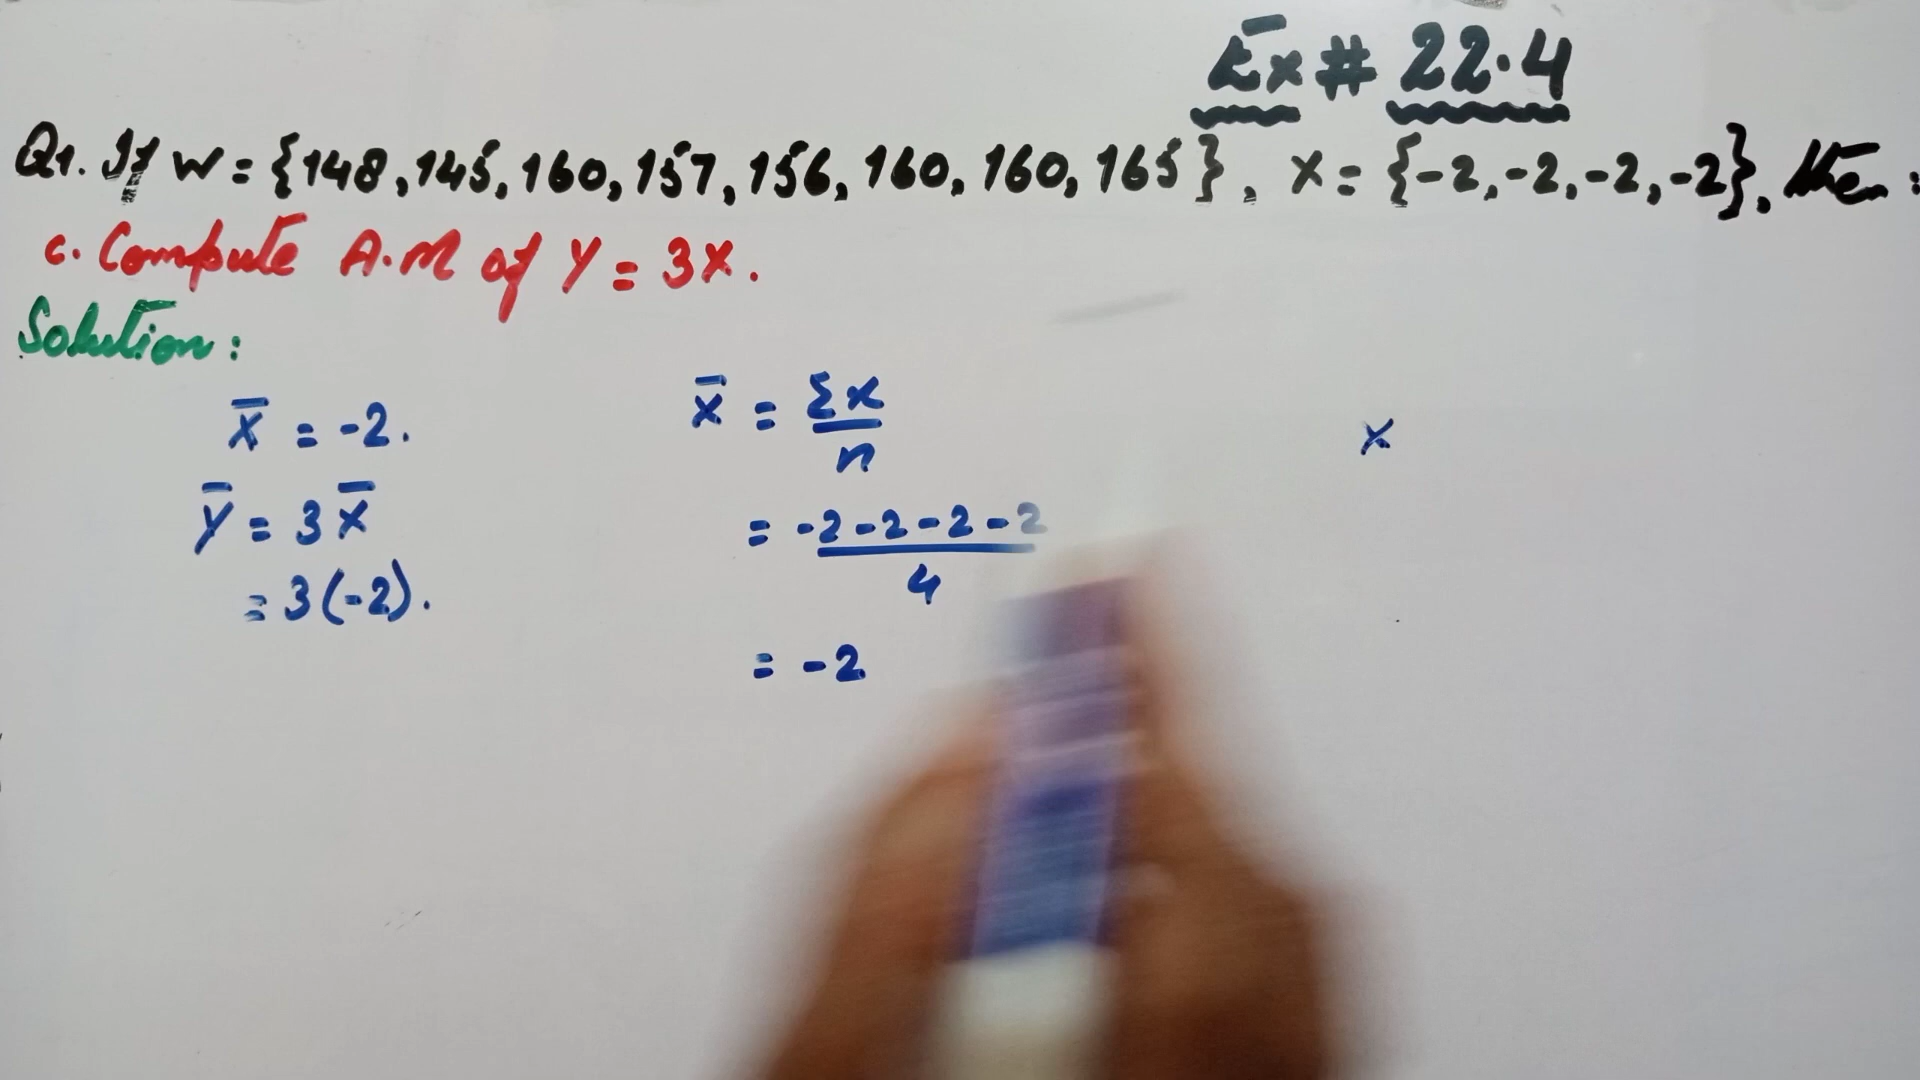 Ex # 22.4
Q1. If W = {148, 145, 160, 157, 156, 160, 160, 165}, X = {-2, -2, -2, -2}, then :
c. Compute A.M of Y = 3X.
Solution:
X̅ = -2.
Y̅ = 3X̅
= 3(-2).
x̅ = Σx
n
= -2-2-2-2
4
= -2
x